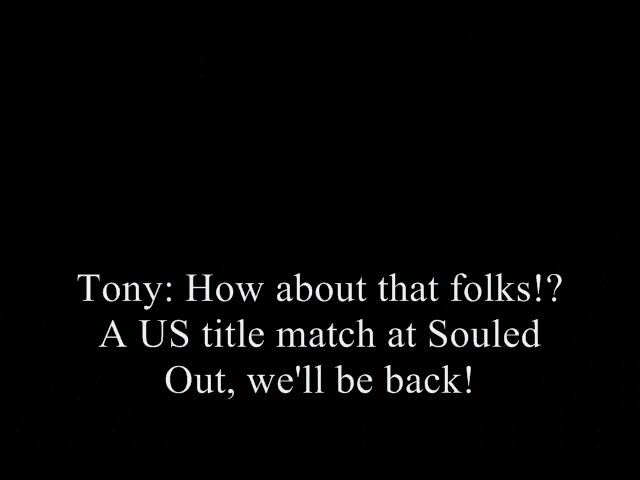 Tony: How about that folks!?
A US title match at Souled
Out, we'll be back!